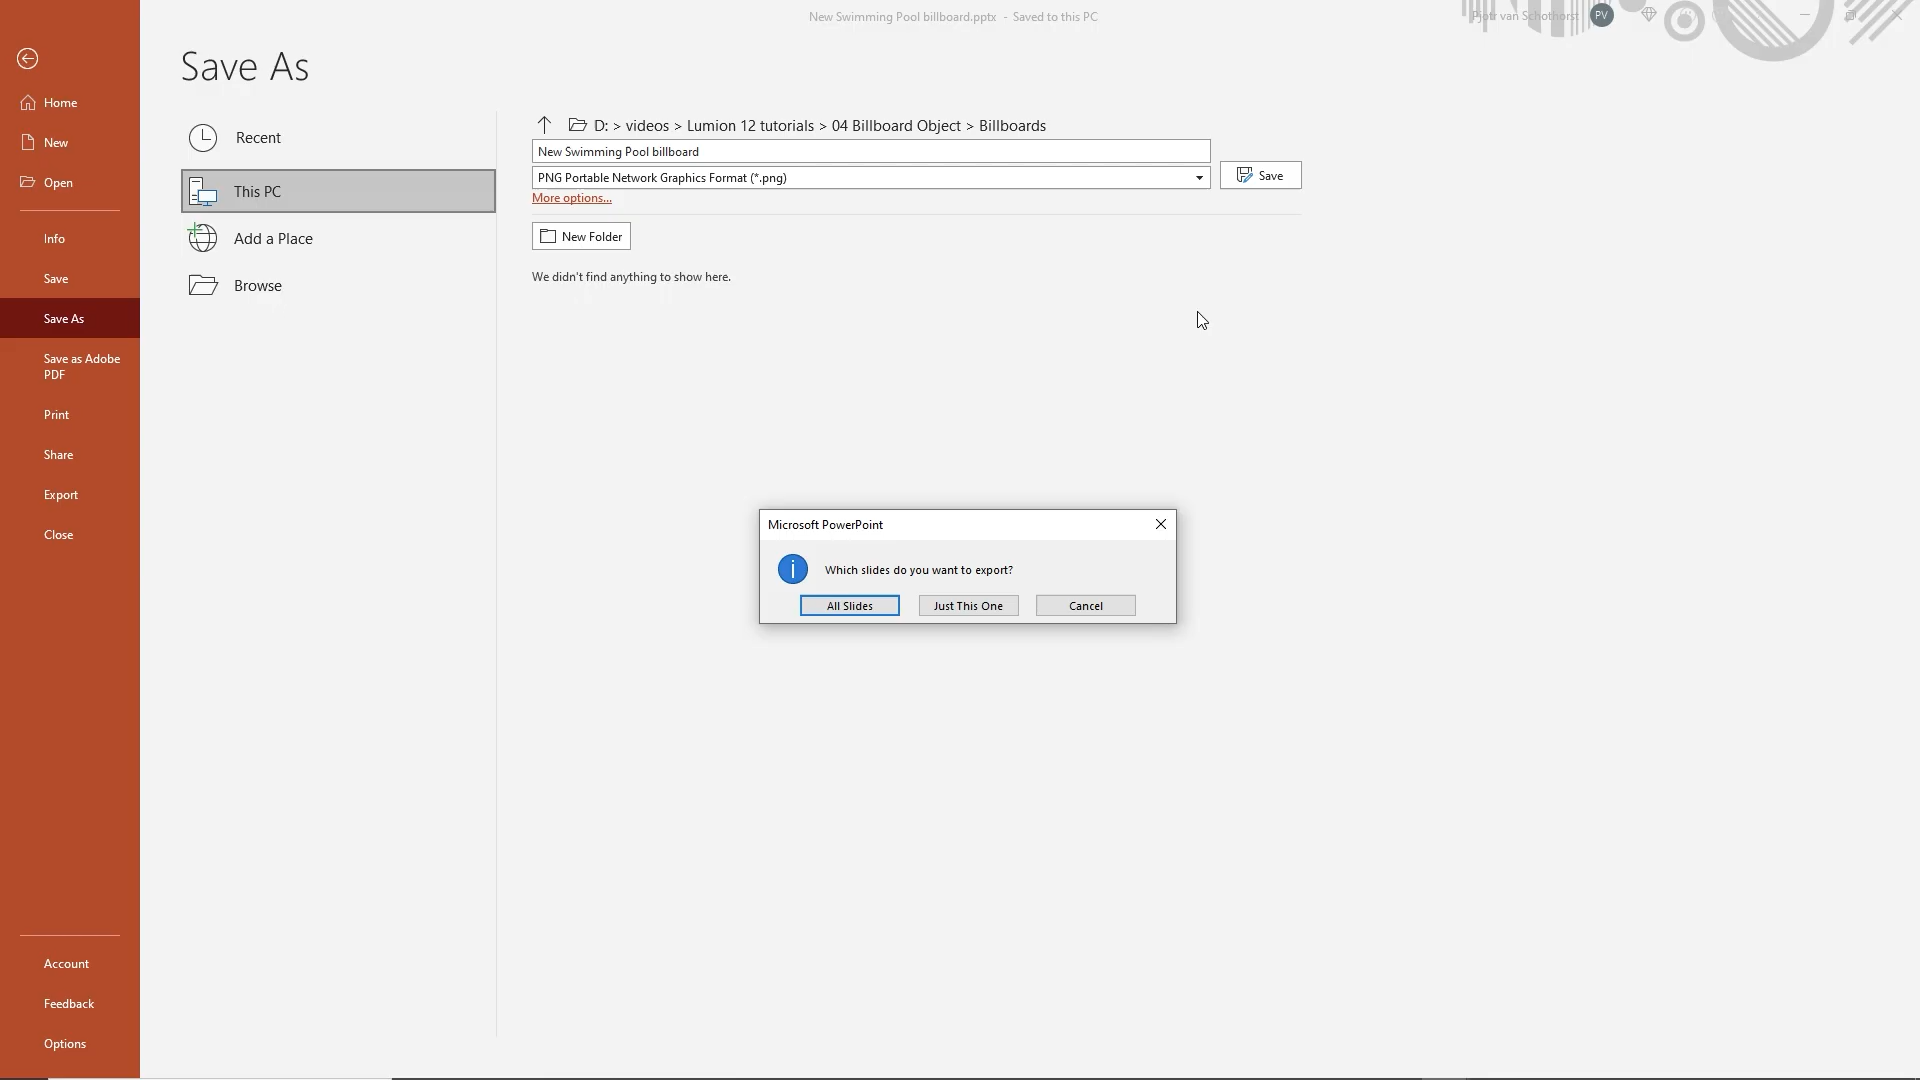 New Swimming Pool billboard.pptx - Saved to this PC
Pjotr van Schothorst PV
Save As
Home
New
Open
Info
Save
Save As
Save as Adobe
PDF
Print
Share
Export
Close
Account
Feedback
Options
Recent
This PC
Add a Place
Browse
D: > videos > Lumion 12 tutorials > 04 Billboard Object > Billboards
New Swimming Pool billboard
PNG Portable Network Graphics Format (*.png)
Save
More options...
New Folder
We didn't find anything to show here.
Microsoft PowerPoint
Which slides do you want to export?
All Slides
Just This One
Cancel